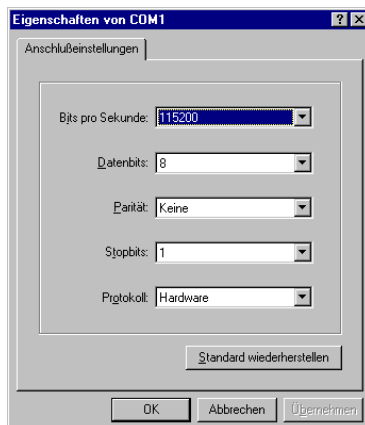 Eigenschaften von COM1
Anschlußeinstellungen
Bits pro Sekunde: 115200
Datenbits: 8
Parität: Keine
Stopbits: 1
Protokoll: Hardware
Standard wiederherstellen
OK Abbrechen Übernehmen